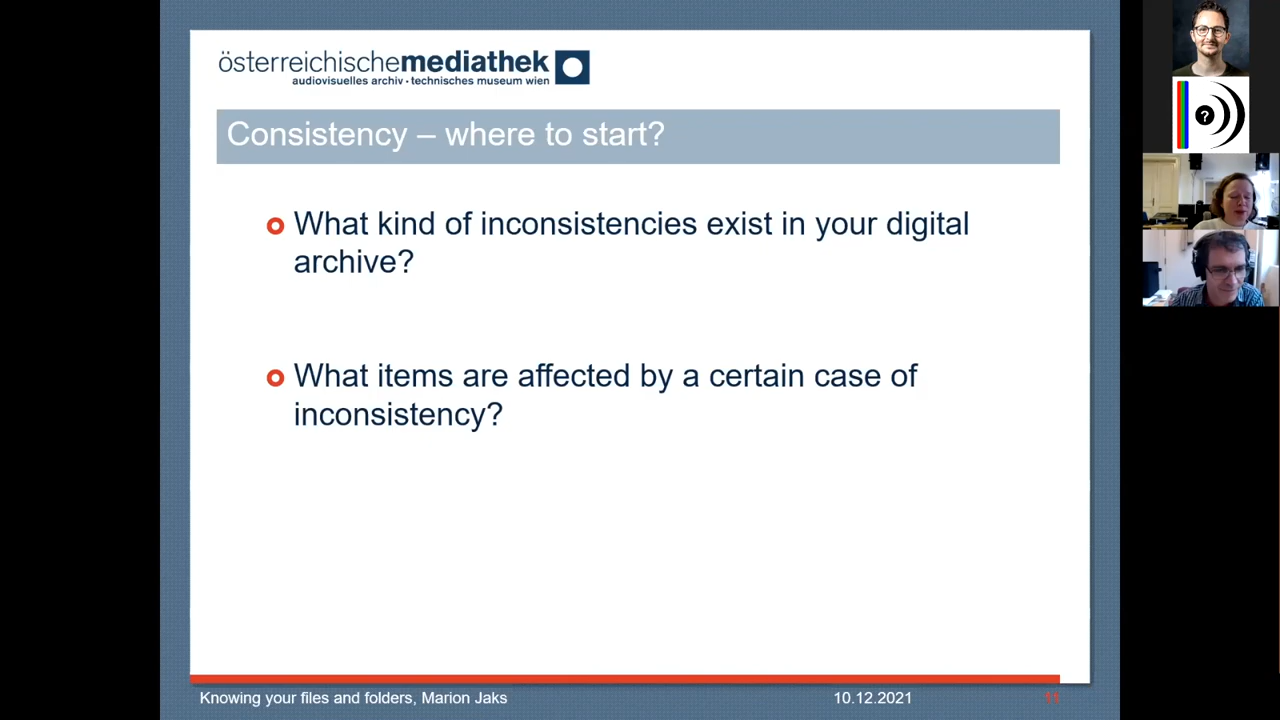 österreichischemediathek
audiovisuelles archiv • technisches museum wien
Consistency – where to start?
What kind of inconsistencies exist in your digital
archive?
What items are affected by a certain case of
inconsistency?
Knowing your files and folders, Marion Jaks
10.12.2021
11
?